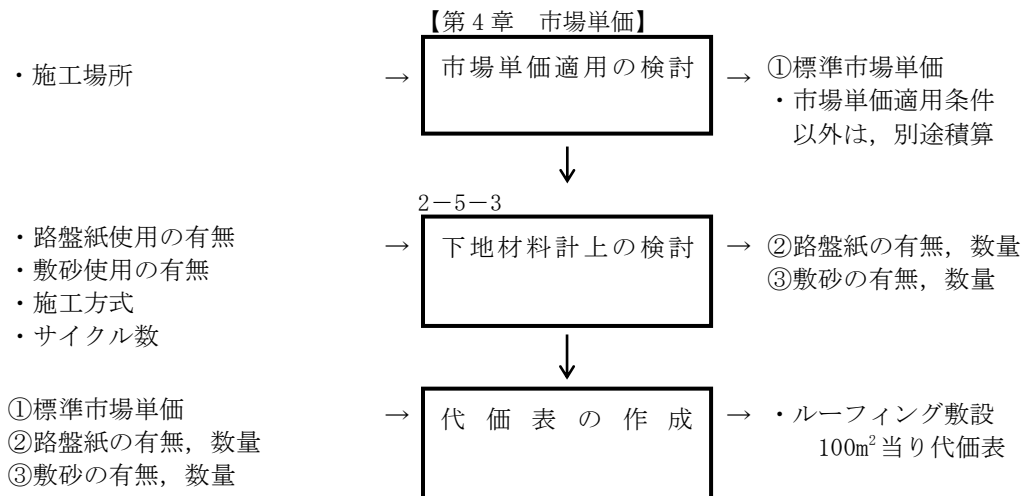 【第4章　市場単価】
・施工場所　→　市場単価適用の検討　→　①標準市場単価
・市場単価適用条件
以外は，別途積算
↓
2－5－3
・路盤紙使用の有無　→　下地材料計上の検討　→　②路盤紙の有無，数量
・敷砂使用の有無　③敷砂の有無，数量
・施工方式
・サイクル数
↓
①標準市場単価　→　代価表の作成　→　・ルーフィング敷設
②路盤紙の有無，数量　100m²当り代価表
③敷砂の有無，数量